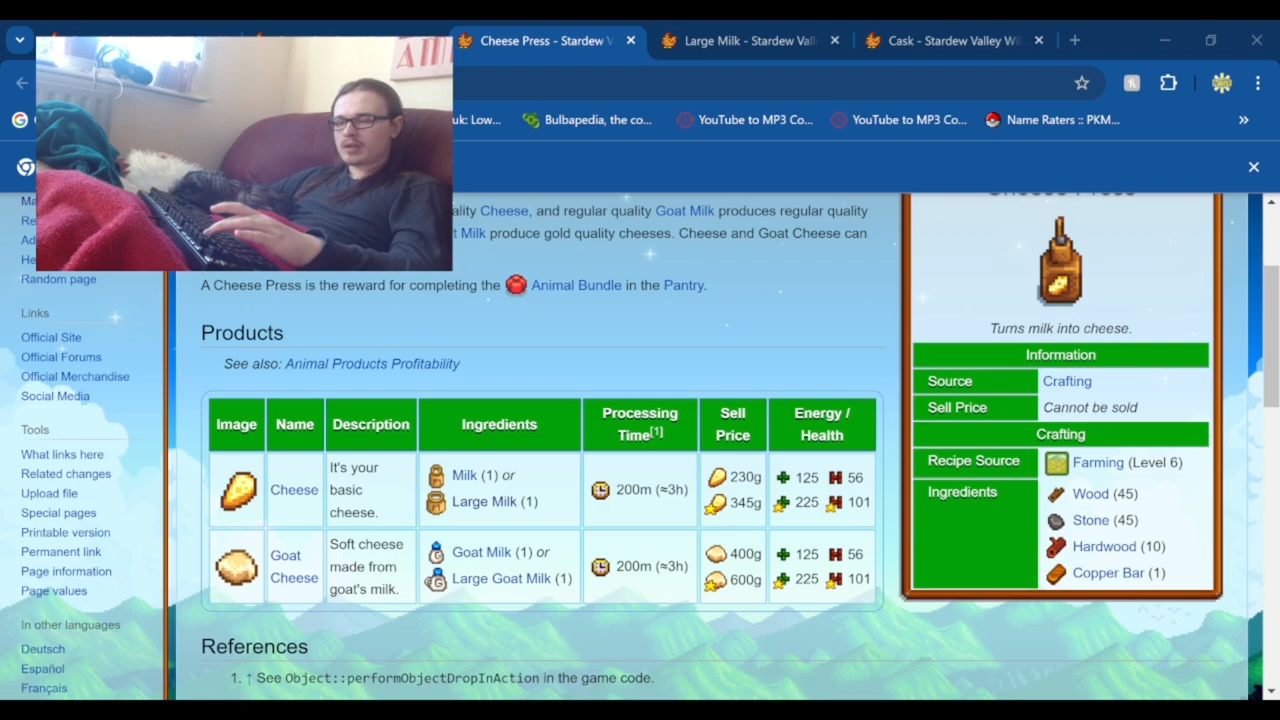 Cheese Press - Stardew V
Large Milk - Stardew Vall
Cask - Stardew Valley Wi
uk: Low...
Bulbapedia, the co...
YouTube to MP3 Co...
YouTube to MP3 Co...
Name Raters :: PKM...
Random page
Links
Official Site
Official Forums
Official Merchandise
Social Media
Tools
What links here
Related changes
Upload file
Special pages
Printable version
Permanent link
Page information
Page values
In other languages
Deutsch
Español
Français
ality Cheese, and regular quality Goat Milk produces regular quality
t Milk produce gold quality cheeses. Cheese and Goat Cheese can
A Cheese Press is the reward for completing the Animal Bundle in the Pantry.
Products
See also: Animal Products Profitability
Image Name Description Ingredients Processing Time[1] Sell Price Energy / Health
Cheese
It's your
basic
cheese.
Milk (1) or
Large Milk (1)
200m (≈3h)
230g
345g
125 56
225 101
Goat
Cheese
Soft cheese
made from
goat's milk.
Goat Milk (1) or
Large Goat Milk (1)
200m (≈3h)
400g
600g
125 56
225 101
References
1. ↑ See Object::performObjectDropInAction in the game code.
Cheese Press
Turns milk into cheese.
Information
Source Crafting
Sell Price Cannot be sold
Crafting
Recipe Source Farming (Level 6)
Ingredients Wood (45)
Stone (45)
Hardwood (10)
Copper Bar (1)